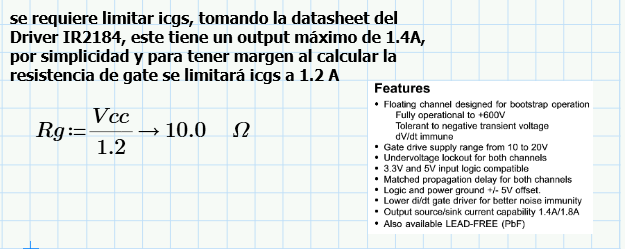 se requiere limitar icgs, tomando la datasheet del
Driver IR2184, este tiene un output máximo de 1.4A,
por simplicidad y para tener margen al calcular la
resistencia de gate se limitará icgs a 1.2 A
Rg := Vcc / 1.2 → 10.0 Ω
Features
• Floating channel designed for bootstrap operation
Fully operational to +600V
Tolerant to negative transient voltage
dV/dt immune
• Gate drive supply range from 10 to 20V
• Undervoltage lockout for both channels
• 3.3V and 5V input logic compatible
• Matched propagation delay for both channels
• Logic and power ground +/- 5V offset.
• Lower di/dt gate driver for better noise immunity
• Output source/sink current capability 1.4A/1.8A
• Also available LEAD-FREE (PbF)